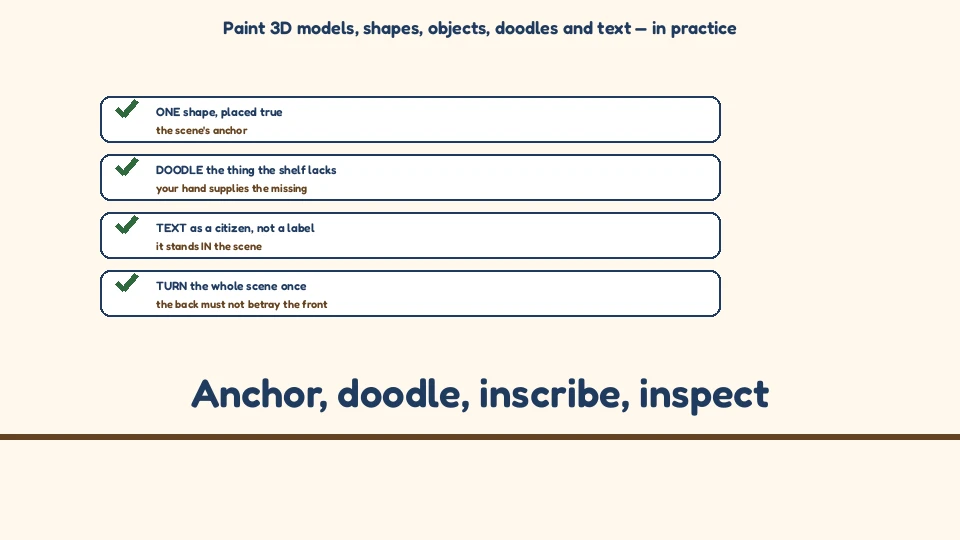 Paint 3D models, shapes, objects, doodles and text — in practice
ONE shape, placed true
the scene's anchor
DOODLE the thing the shelf lacks
your hand supplies the missing
TEXT as a citizen, not a label
it stands IN the scene
TURN the whole scene once
the back must not betray the front
Anchor, doodle, inscribe, inspect